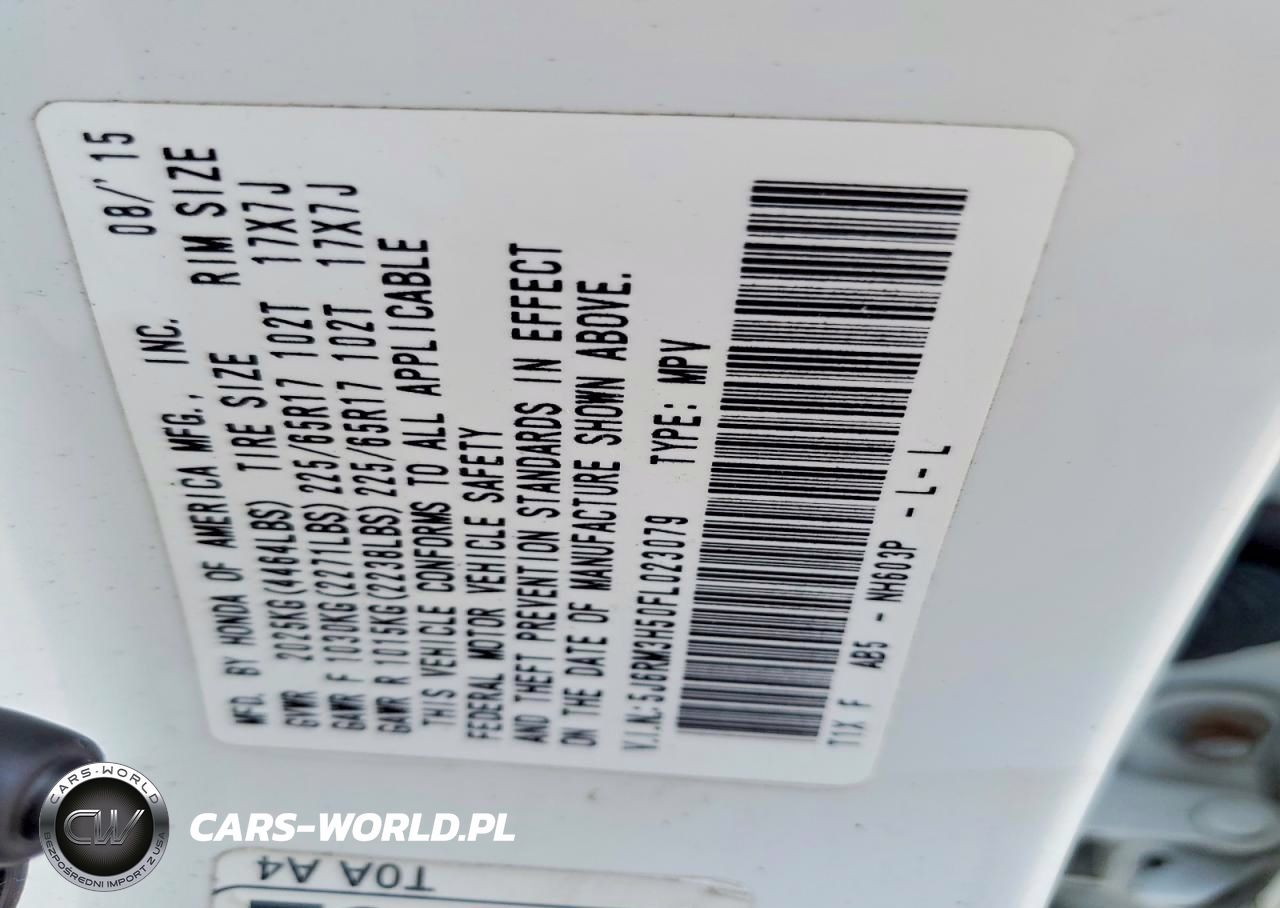 MFD. BY HONDA OF AMERICA MFG., INC. 08/'15
GVWR 2025KG(4464LBS) TIRE SIZE RIM SIZE
GAWR F 1030KG(2271LBS)225/65R17 102T 17X7J
GAWR R 1015KG(2238LBS)225/65R17 102T 17X7J
THIS VEHICLE CONFORMS TO ALL APPLICABLE
FEDERAL MOTOR VEHICLE SAFETY
AND THEFT PREVENTION STANDARDS IN EFFECT
ON THE DATE OF MANUFACTURE SHOWN ABOVE.
V.I.N.:5J6RM3H50FL023079 TYPE: MPV
T1X F AB5 - NH603P - L- L
CARS-WORLD
CW
BEZPOŚREDNI IMPORT Z USA
CARS-WORLD.PL
T0A A4